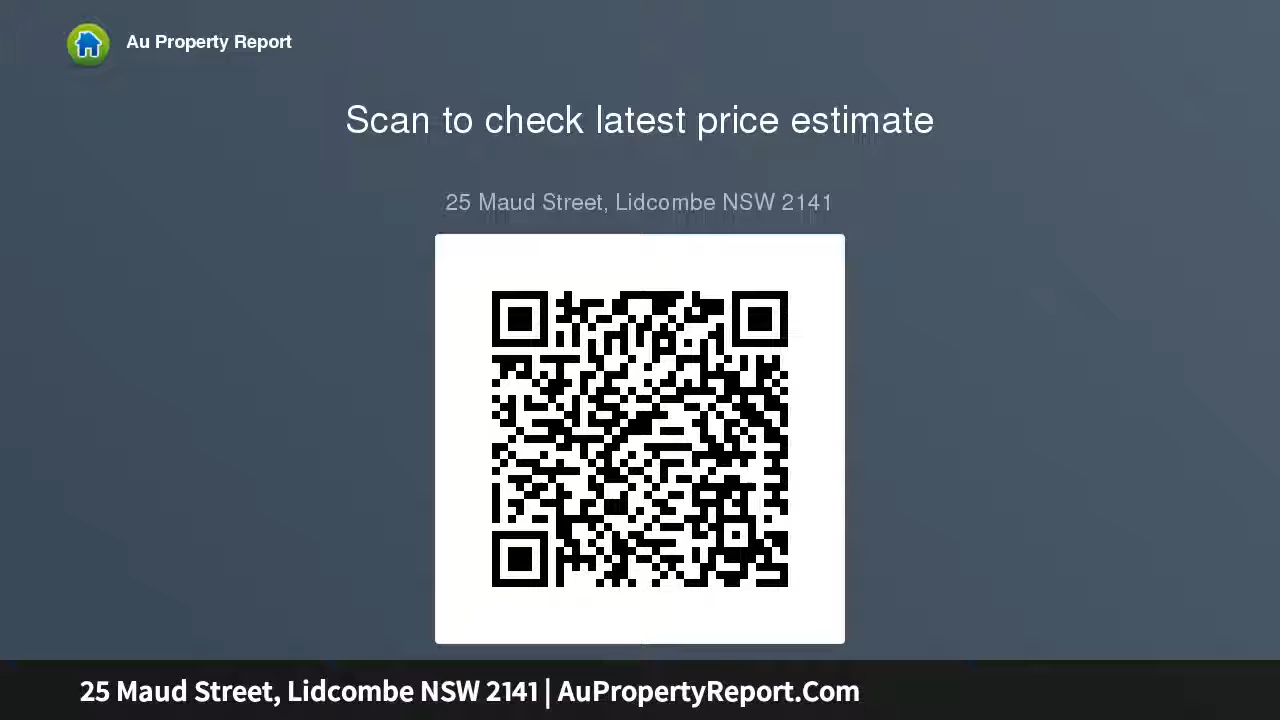 Au Property Report
Scan to check latest price estimate
25 Maud Street, Lidcombe NSW 2141
25 Maud Street, Lidcombe NSW 2141 | AuPropertyReport.Com